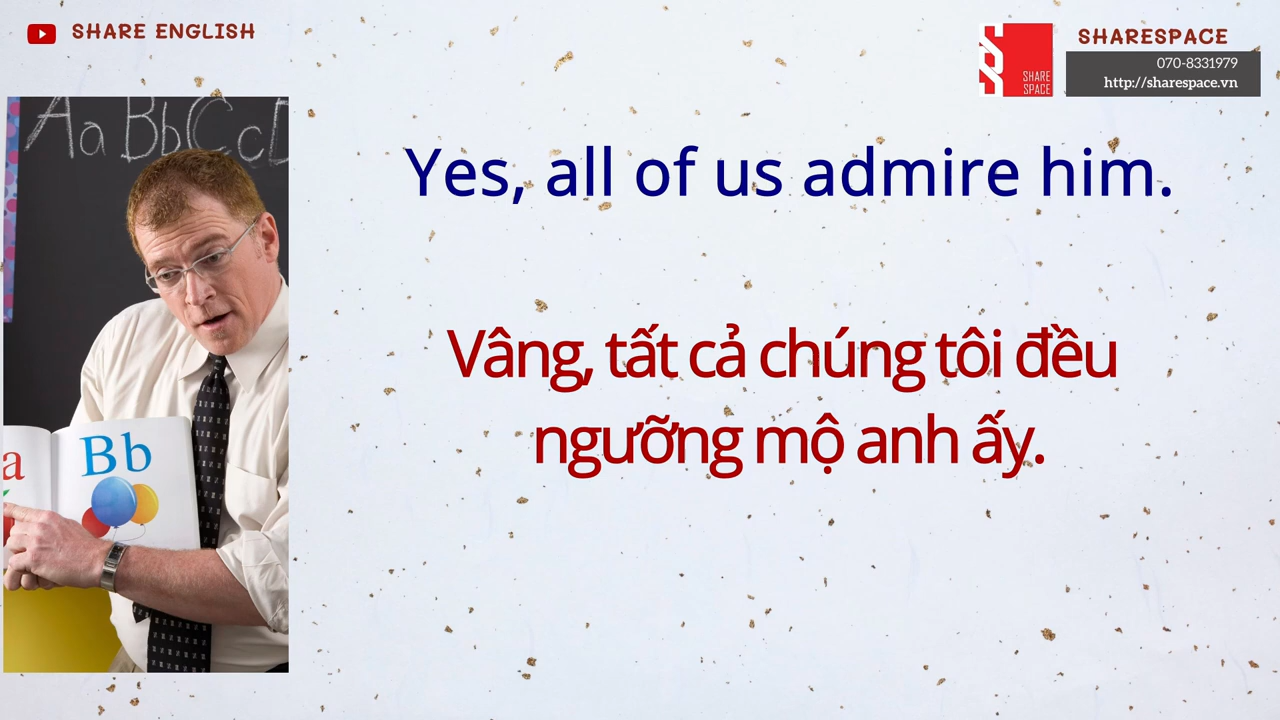 SHARE ENGLISH
SHARE
SPACE
SHARESPACE
070-8331979
http://sharespace.vn
Aa Bb Cc D
Yes, all of us admire him.
Vâng, tất cả chúng tôi đều
ngưỡng mộ anh ấy.
a
Bb